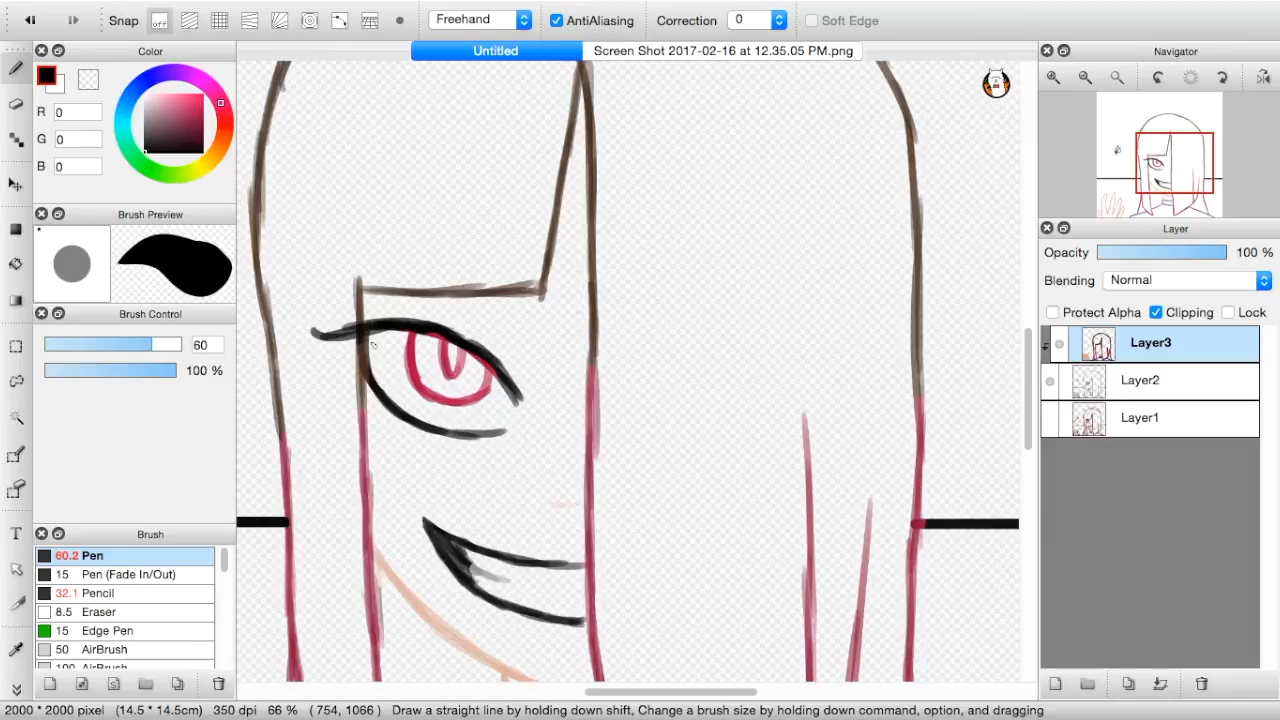 Snap off Freehand AntiAliasing Correction 0 Soft Edge
Color
Untitled
Screen Shot 2017-02-16 at 12.35.05 PM.png
Navigator
R 0
G 0
B 0
Brush Preview
*
Brush Control
60
100 %
Brush
60.2 Pen
15 Pen (Fade In/Out)
32.1 Pencil
8.5 Eraser
15 Edge Pen
50 AirBrush
100 AirBrush
Layer
Opacity 100 %
Blending Normal
Protect Alpha Clipping Lock
Layer3
Layer2
Layer1
T
2000 * 2000 pixel (14.5 * 14.5cm) 350 dpi 66 % ( 754, 1066 ) Draw a straight line by holding down shift, Change a brush size by holding down command, option, and dragging